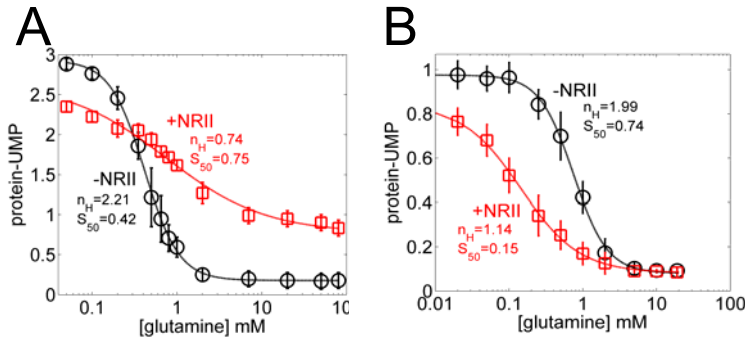 A
3
2.5
2
1.5
1
0.5
0
protein-UMP
+NRII
n_H=0.74
S_50=0.75
-NRII
n_H=2.21
S_50=0.42
0.1
1
10
[glutamine] mM
B
1
0.8
0.6
0.4
0.2
0
protein-UMP
-NRII
n_H=1.99
S_50=0.74
+NRII
n_H=1.14
S_50=0.15
0.01
0.1
1
10
100
[glutamine] mM